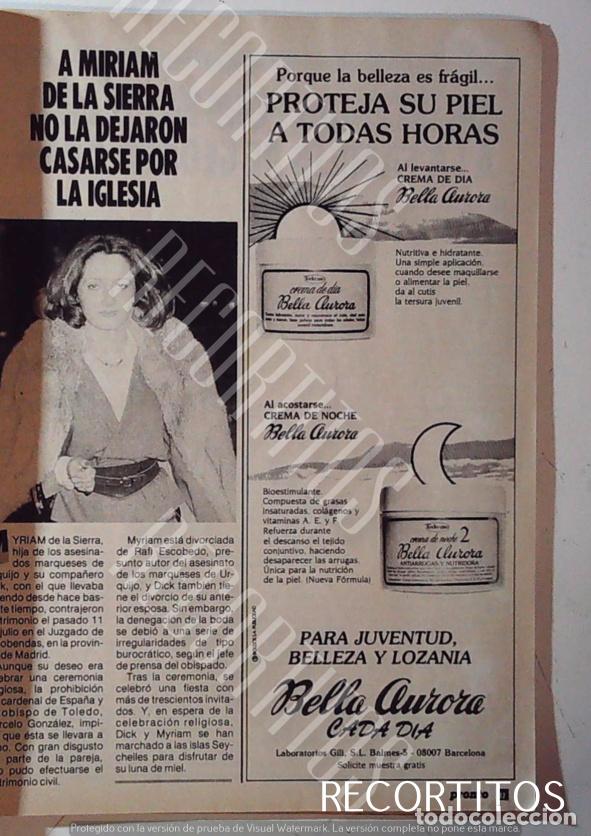 A MIRIAM
DE LA SIERRA
NO LA DEJARON
CASARSE POR
LA IGLESIA
YRIAM de la Sierra,
hija de los asesina-
dos marqueses de
quijo y su compañero
k, con el que llevaba
endo desde hace bas-
te tiempo, contrajeron
rimonio el pasado 11
julio en el Juzgado de
obendas, en la provin-
de Madrid.
Aunque su deseo era
ebrar una ceremonia
giosa, la prohibición
cardenal de España y
obispo de Toledo,
rcelo González, impi-
que ésta se llevara a
o. Con gran disgusto
parte de la pareja,
pudo efectuarse el
trimonio civil.
Myrjam está divorciada
de Rafi Escobedo, pre-
sunto autor del asesinato
de los marqueses de Ur-
quijo, y Dick también tie-
ne el divorcio de su ante-
rior esposa. Sin embargo,
la denegación de la boda
se debió a una serie de
irregularidades de tipo
burocrático, según el jefe
de prensa del obispado.
Tras la ceremonia, se
celebró una fiesta con
más de trescientos invita-
dos. Y, en espera de la
celebración religiosa,
Dick y Myriam se han
marchado a las islas Sey-
chelles para disfrutar de
su luna de miel.
Porque la belleza es frágil...
PROTEJA SU PIEL
A TODAS HORAS
Al levantarse...
CREMA DE DIA
Bella Aurora
Nutritiva e hidratante.
Una simple aplicación,
cuando desee maquillarse
o alimentar la piel,
da al cutis
la tersura juvenil.
crema de dia
Bella Aurora
Al acostarse...
CREMA DE NOCHE
Bella Aurora
Bioestimulante.
Compuesta de grasas
insaturadas, colágenos y
vitaminas A, E, y F.
Refuerza durante
el descanso el tejido
conjuntivo, haciendo
desaparecer las arrugas.
Unica para la nutrición
de la piel. (Nueva Fórmula)
crema de noche 2
Bella Aurora
ANTIARRUGAS Y NUTRIDORA
PARA JUVENTUD,
BELLEZA Y LOZANIA
Bella Aurora
CADA DIA
Laboratorios Gili, S.L. Balmes-5 - 08007 Barcelona
Solicite muestra gratis
pronto
RECORTITOS
todocoleccion
Protegido con la versión de prueba de Visual Watermark. La versión completa no pone esta marca.